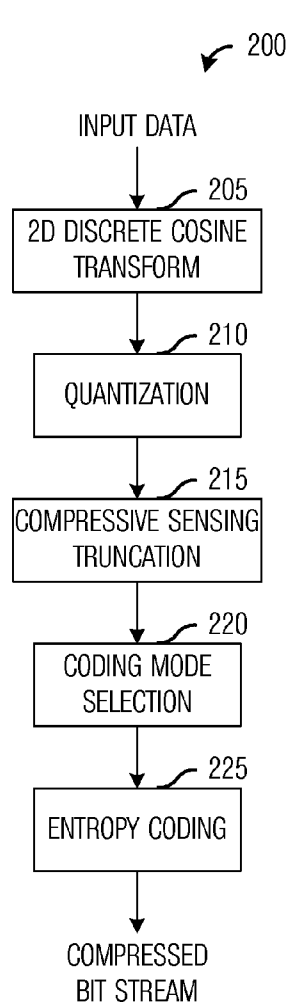 200
INPUT DATA
205
2D DISCRETE COSINE
TRANSFORM
210
QUANTIZATION
215
COMPRESSIVE SENSING
TRUNCATION
220
CODING MODE
SELECTION
225
ENTROPY CODING
COMPRESSED
BIT STREAM